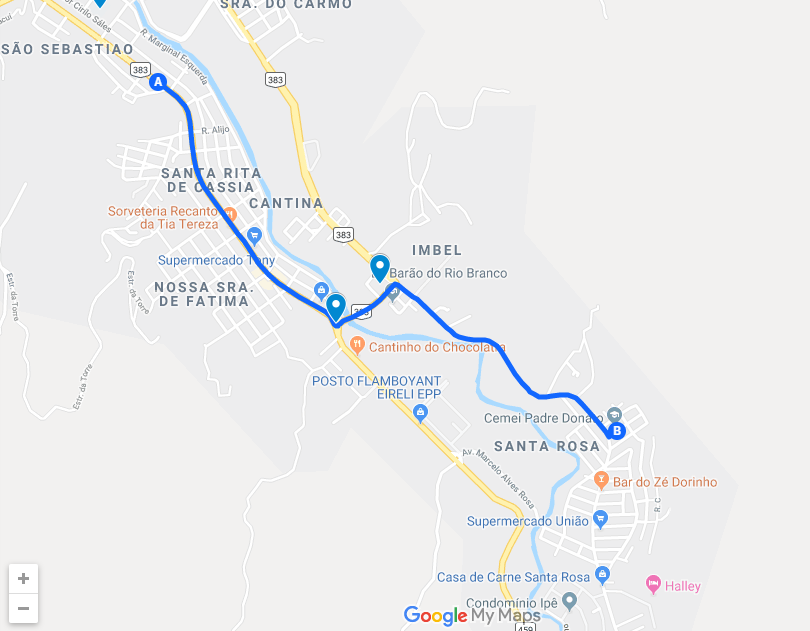 SRA. DO CARMO
of Cirilo Sáles
SÃO SEBASTIAO
R. Marginal Esquerda
383
383
A
R. Alijo
SANTA RITA
DE CASSIA
CANTINA
Sorveteria Recanto
da Tia Tereza
383
IMBEL
Supermercado Tony
Barão do Rio Branco
NOSSA SRA.
DE FATIMA
Estr. da Torre
Estr. da Torre
383
Cantinho do Chocolatra
Estr. da Torre
POSTO FLAMBOYANT
EIRELI EPP
Cemei Padre Donato
B
SANTA ROSA
Av. Marcelo Alves Rosa
Bar do Zé Dorinho
R. C
Supermercado União
Casa de Carne Santa Rosa
Halley
Condomínio Ipê
+
−
Google My Maps
459